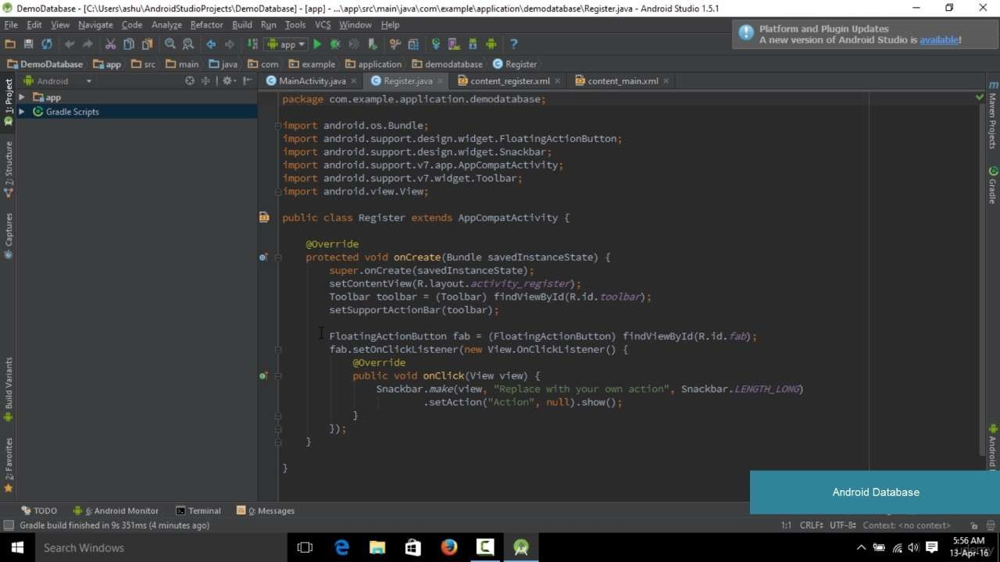 DemoDatabase - [C:\Users\ashu\AndroidStudioProjects\DemoDatabase] - [app] - ...\app\src\main\java\com\example\application\demodatabase\Register.java - Android Studio 1.5.1
File Edit View Navigate Code Analyze Refactor Build Run Tools VCS Window Help
Platform and Plugin Updates
A new version of Android Studio is available!
app
DemoDatabase app src main java com example application demodatabase Register
Android
MainActivity.java Register.java content_register.xml content_main.xml
app
Gradle Scripts
1: Project
7: Structure
Captures
Build Variants
2: Favorites
package com.example.application.demodatabase;
import android.os.Bundle;
import android.support.design.widget.FloatingActionButton;
import android.support.design.widget.Snackbar;
import android.support.v7.app.AppCompatActivity;
import android.support.v7.widget.Toolbar;
import android.view.View;
public class Register extends AppCompatActivity {
@Override
protected void onCreate(Bundle savedInstanceState) {
super.onCreate(savedInstanceState);
setContentView(R.layout.activity_register);
Toolbar toolbar = (Toolbar) findViewById(R.id.toolbar);
setSupportActionBar(toolbar);
FloatingActionButton fab = (FloatingActionButton) findViewById(R.id.fab);
fab.setOnClickListener(new View.OnClickListener() {
@Override
public void onClick(View view) {
Snackbar.make(view, "Replace with your own action", Snackbar.LENGTH_LONG)
.setAction("Action", null).show();
}
});
}
}
Maven Projects
Gradle
Android
Android Database
TODO 6: Android Monitor Terminal 0: Messages
Gradle build finished in 9s 351ms (4 minutes ago)
1:1 CRLF UTF-8 Context: <no context>
Search Windows
5:56 AM
13-Apr-16